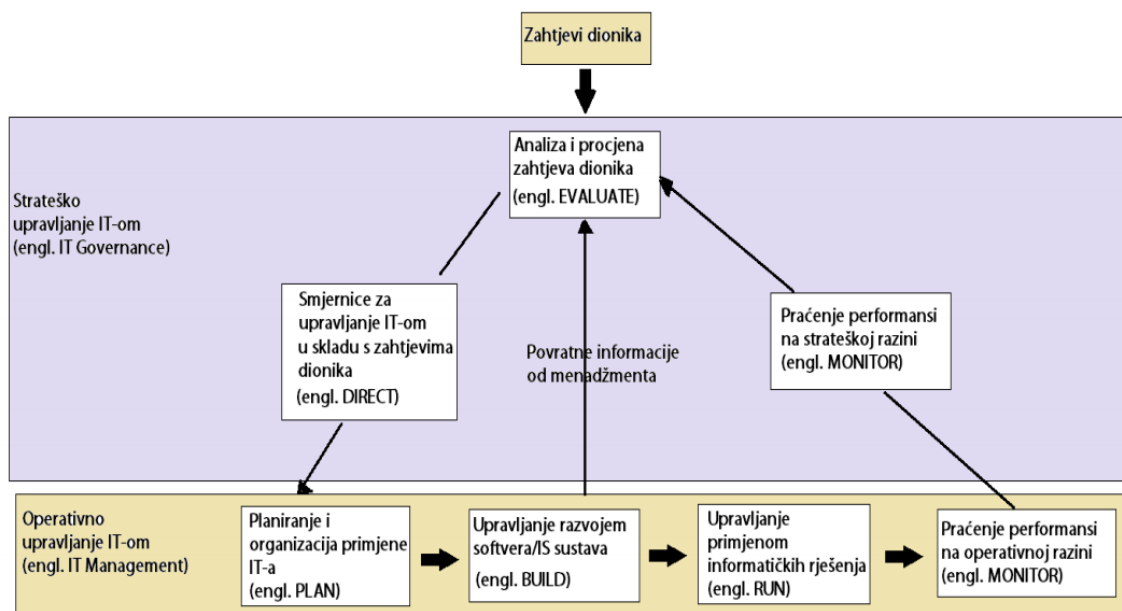 Zahtjevi dionika
Analiza i procjena
zahtjeva dionika
(engl. EVALUATE)
Strateško
upravljanje IT-om
(engl. IT Governance)
Smjernice za
upravljanje IT-om
u skladu s zahtjevima
dionika
(engl. DIRECT)
Povratne informacije
od menadžmenta
Praćenje performansi
na strateškoj razini
(engl. MONITOR)
Operativno
upravljanje IT-om
(engl. IT Management)
Planiranje i
organizacija primjene
IT-a
(engl. PLAN)
Upravljanje razvojem
softvera/IS sustava
(engl. BUILD)
Upravljanje
primjenom
informatičkih rješenja
(engl. RUN)
Praćenje performansi
na operativnoj razini
(engl. MONITOR)